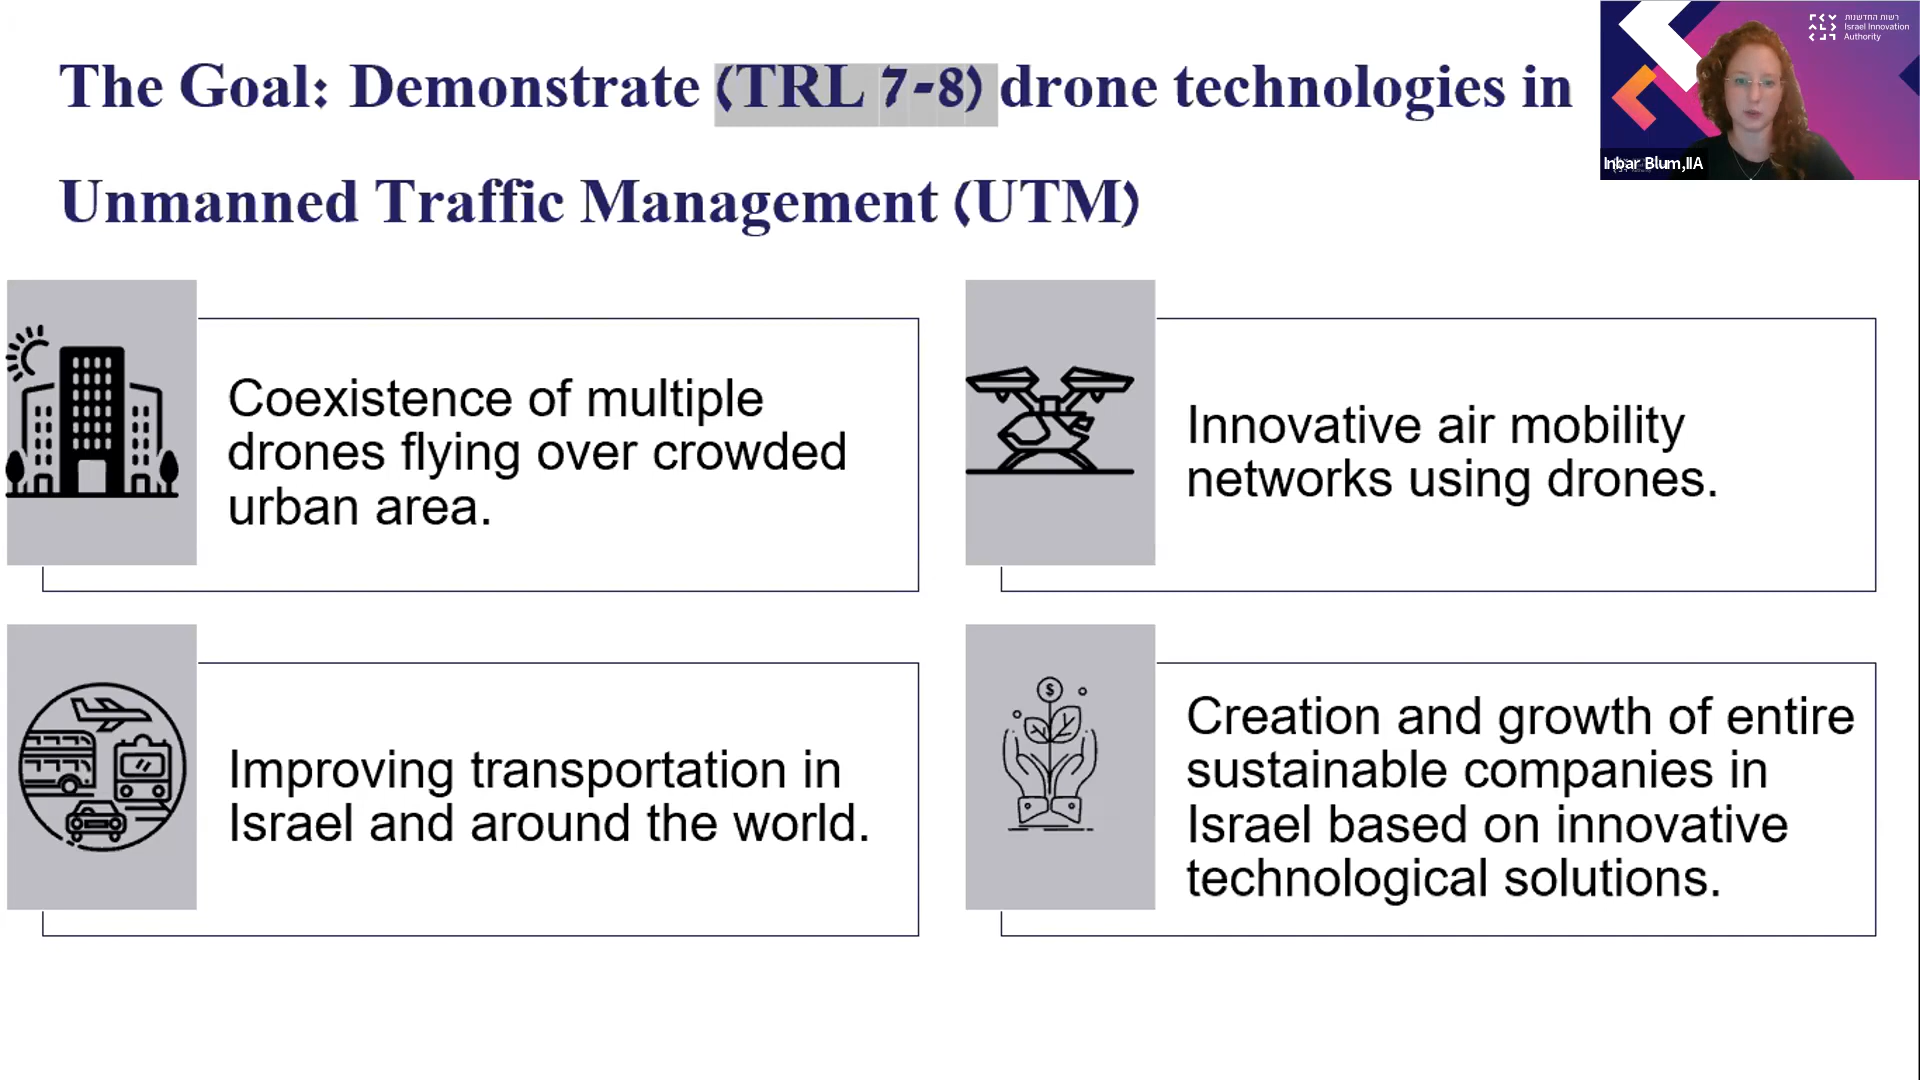 The Goal: Demonstrate (TRL 7-8) drone technologies in
Unmanned Traffic Management (UTM)
רשות החדשנות
Israel Innovation
Authority
Inbar Blum,IIA
Coexistence of multiple
drones flying over crowded
urban area.
Innovative air mobility
networks using drones.
Improving transportation in
Israel and around the world.
$
Creation and growth of entire
sustainable companies in
Israel based on innovative
technological solutions.